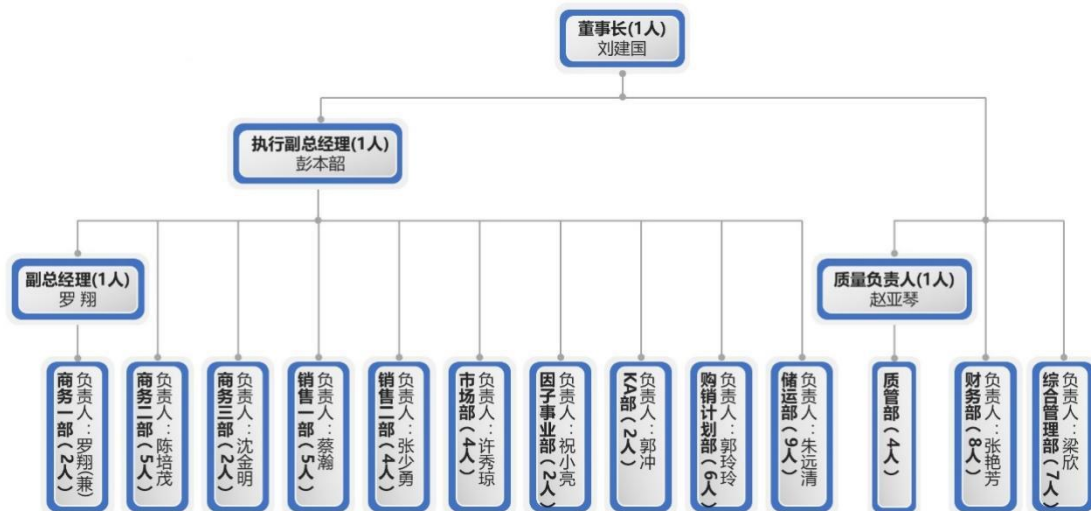 董事长(1人)
刘建国
执行副总经理(1人)
彭本韶
副总经理(1人)
罗 翔
质量负责人(1人)
赵亚琴
商务一部(2人)
负责人：罗翔(兼)
商务二部(5人)
负责人：陈培茂
商务三部(2人)
负责人：沈金明
销售一部(5人)
负责人：蔡瀚
销售二部(4人)
负责人：张少勇
市场部(4人)
负责人：许秀琼
因子事业部(2人)
负责人：祝小亮
KA部(2人)
负责人：郭冲
购销计划部(6人)
负责人：郭玲玲
储运部(9人)
负责人：朱远清
质管部(4人)
财务部(8人)
负责人：张艳芳
综合管理部(7人)
负责人：梁欣